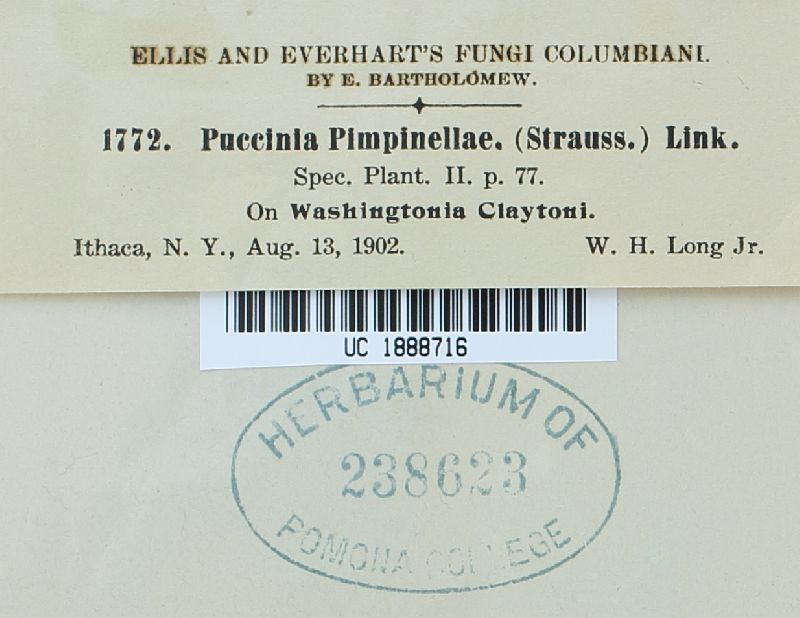 ELLIS AND EVERHART'S FUNGI COLUMBIANI.
BY E. BARTHOLOMEW.
1772. Puccinia Pimpinellae. (Strauss.) Link.
Spec. Plant. II. p. 77.
On Washingtonia Claytoni.
Ithaca, N. Y., Aug. 13, 1902. W. H. Long Jr.
UC 1888716
HERBARIUM OF
238623
POMONA COLLEGE